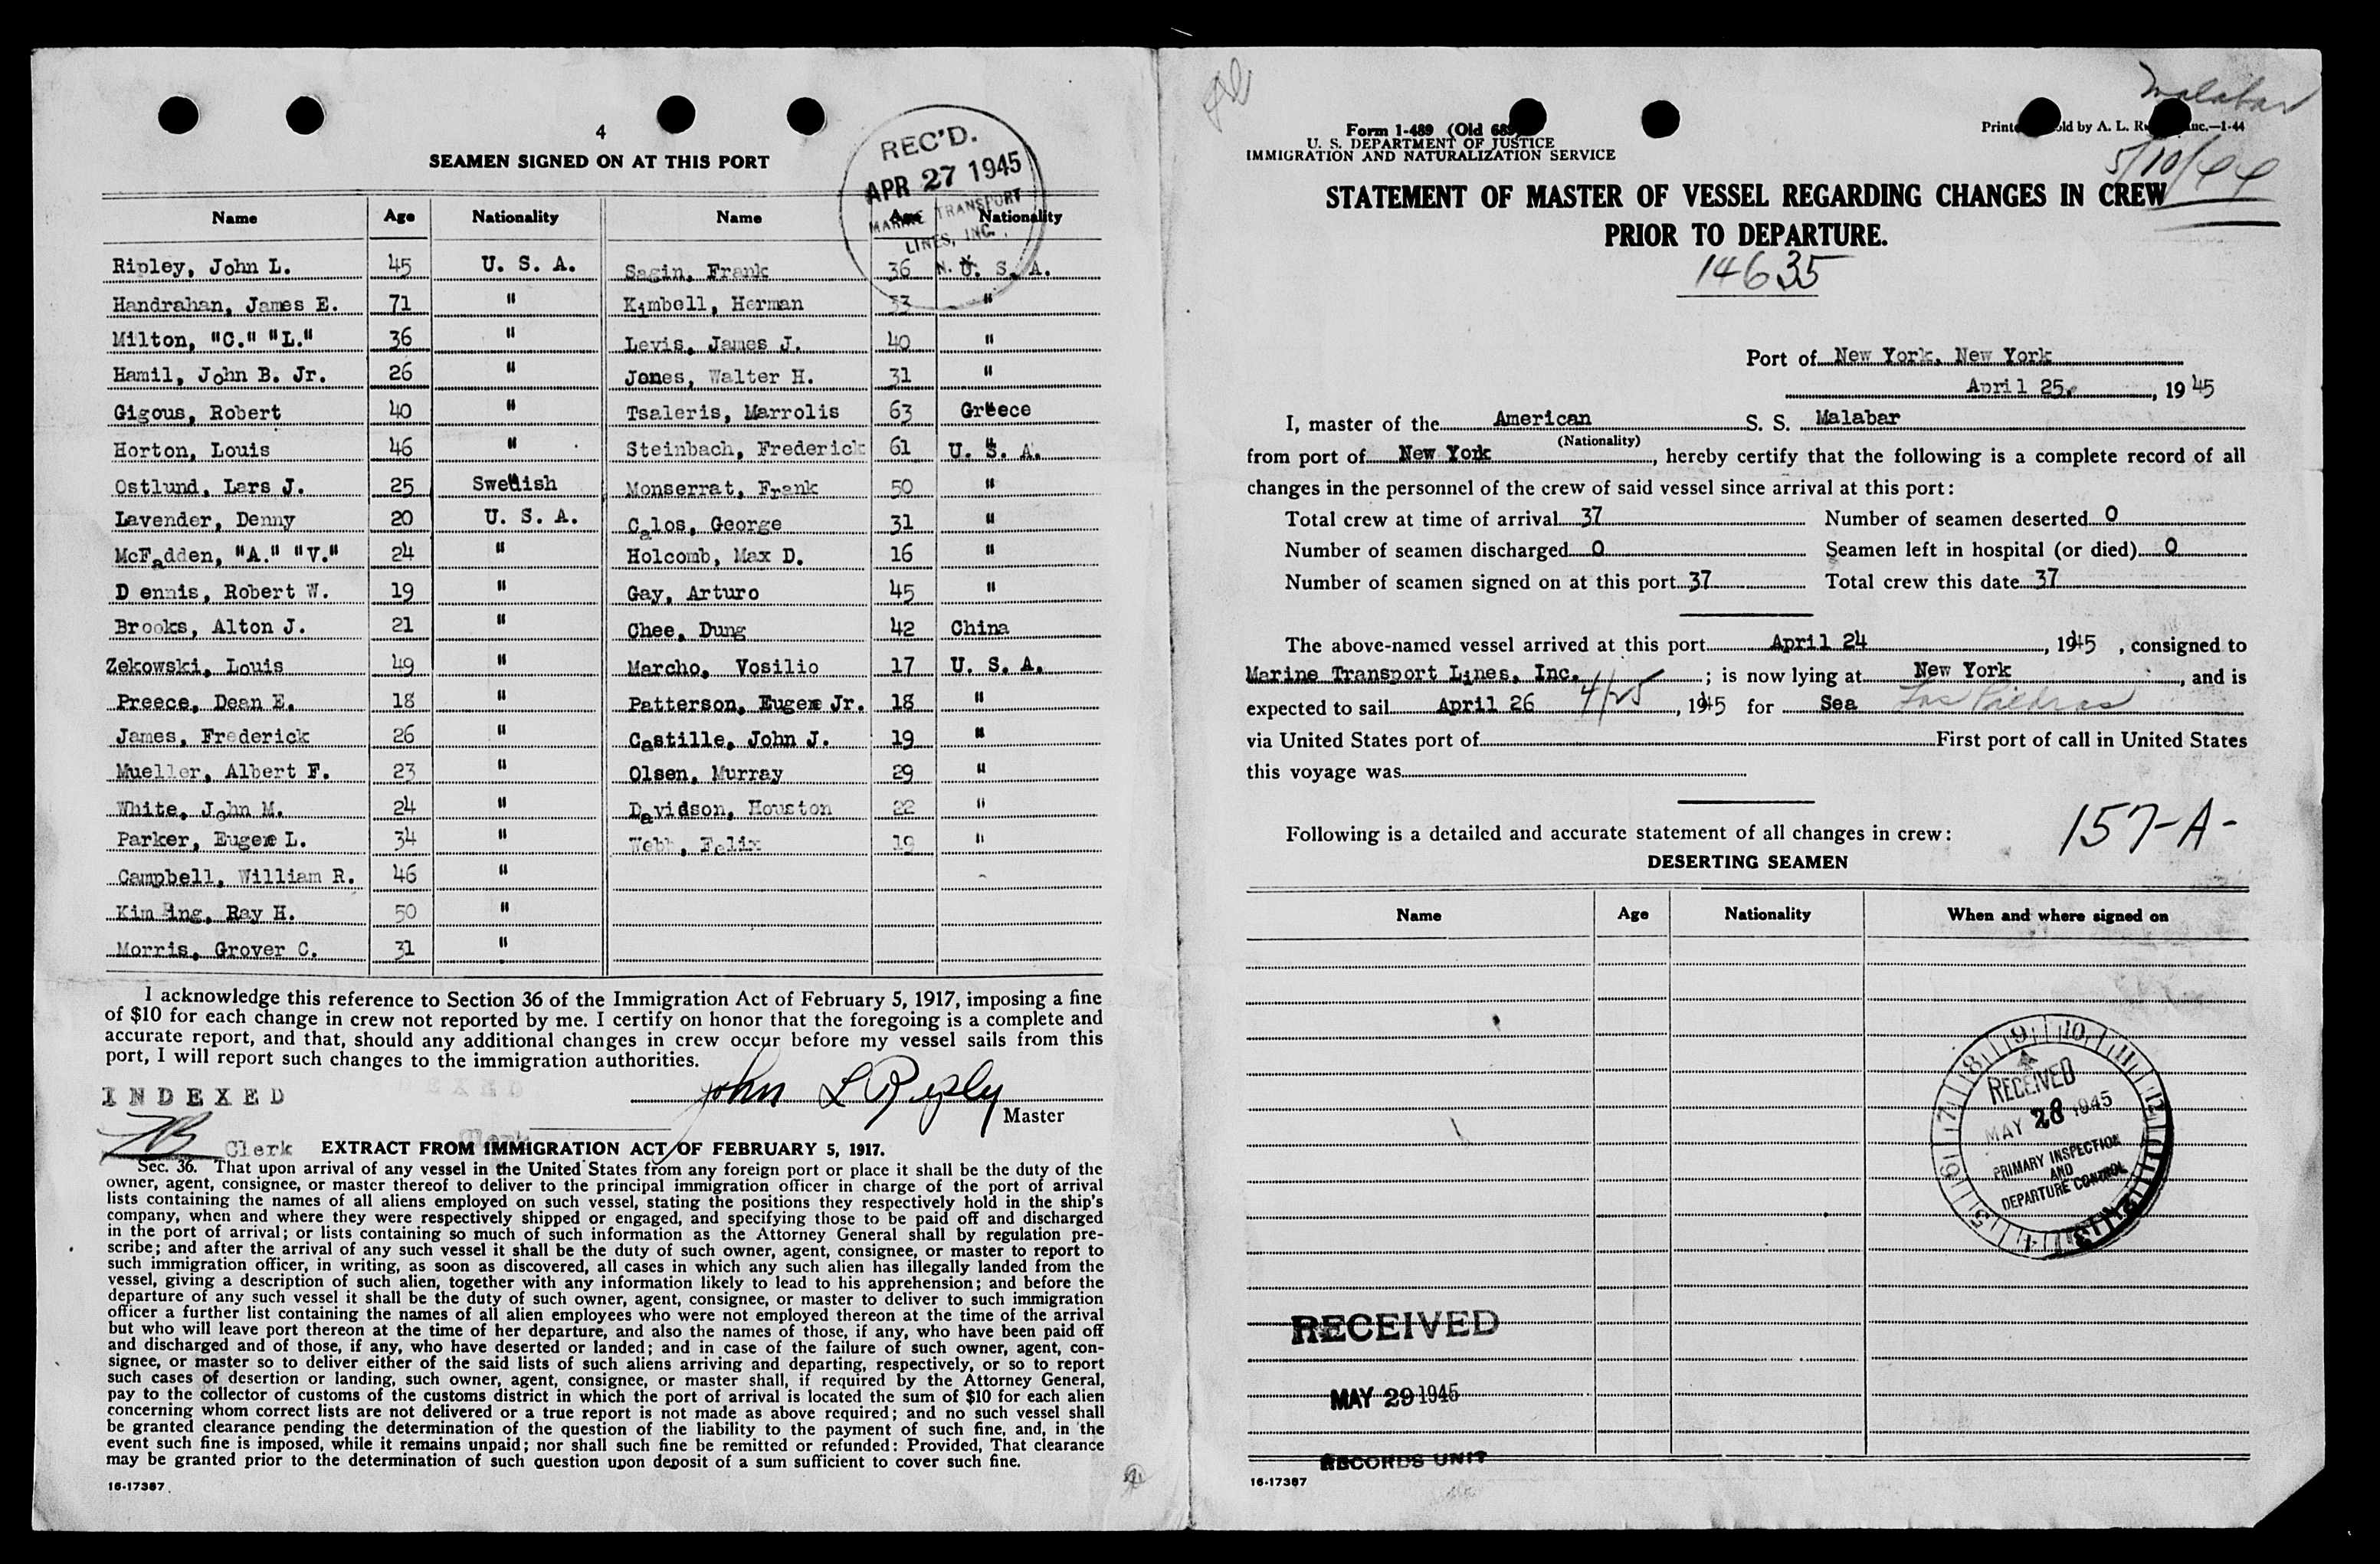 4
SEAMEN SIGNED ON AT THIS PORT
REC'D.
APR 27 1945
MARINE TRANSPORT
LINES, INC.
N. Y.
Name Age Nationality Name Age Nationality
Ripley, John L. 45 U. S. A. Sagin, Frank 36 U. S. A.
Handrahan, James E. 71 " Kimbell, Herman 33 "
Milton, "C." "L." 36 " Levis, James J. 40 "
Hamil, John B. Jr. 26 " Jones, Walter H. 31 "
Gigous, Robert 40 " Tsaleris, Marrolis 63 Greece
Horton, Louis 46 " Steinbach, Frederick 61 U. S. A.
Ostlund, Lars J. 25 Swedish Monserrat, Frank 50 "
Lavender, Denny 20 U. S. A. Calos, George 31 "
McFadden, "A." "V." 24 " Holcomb, Max D. 16 "
D ennis, Robert W. 19 " Gay, Arturo 45 "
Brooks, Alton J. 21 " Chee, Dung 42 China
Zekowski, Louis 49 " Marcho, Vosilio 17 U. S. A.
Preece, Dean E. 18 " Patterson, Eugene Jr. 18 "
James, Frederick 26 " Castille, John J. 19 "
Mueller, Albert F. 23 " Olsen, Murray 29 "
White, John M. 24 " Davidson, Houston 22 "
Parker, Eugene L. 34 " Webb, Felix 19 "
Campbell, William R. 46 "
Kim ing, Ray H. 50 "
Morris, Grover C. 31 "
I acknowledge this reference to Section 36 of the Immigration Act of February 5, 1917, imposing a fine
of $10 for each change in crew not reported by me. I certify on honor that the foregoing is a complete and
accurate report, and that, should any additional changes in crew occur before my vessel sails from this
port, I will report such changes to the immigration authorities.
INDEXED
John L Ripley
Master
Clerk
EXTRACT FROM IMMIGRATION ACT OF FEBRUARY 5, 1917.
Sec. 36. That upon arrival of any vessel in the United States from any foreign port or place it shall be the duty of the
owner, agent, consignee, or master thereof to deliver to the principal immigration officer in charge of the port of arrival
lists containing the names of all aliens employed on such vessel, stating the positions they respectively hold in the ship's
company, when and where they were respectively shipped or engaged, and specifying those to be paid off and discharged
in the port of arrival; or lists containing so much of such information as the Attorney General shall by regulation pre-
scribe; and after the arrival of any such vessel it shall be the duty of such owner, agent, consignee, or master to report to
such immigration officer, in writing, as soon as discovered, all cases in which any such alien has illegally landed from the
vessel, giving a description of such alien, together with any information likely to lead to his apprehension; and before the
departure of any such vessel it shall be the duty of such owner, agent, consignee, or master to deliver to such immigration
officer a further list containing the names of all alien employees who were not employed thereon at the time of the arrival
but who will leave port thereon at the time of her departure, and also the names of those, if any, who have been paid off
and discharged and of those, if any, who have deserted or landed; and in case of the failure of such owner, agent, con-
signee, or master so to deliver either of the said lists of such aliens arriving and departing, respectively, or so to report
such cases of desertion or landing, such owner, agent, consignee, or master shall, if required by the Attorney General,
pay to the collector of customs of the customs district in which the port of arrival is located the sum of $10 for each alien
concerning whom correct lists are not delivered or a true report is not made as above required; and no such vessel shall
be granted clearance pending the determination of the question of the liability to the payment of such fine, and, in the
event such fine is imposed, while it remains unpaid; nor shall such fine be remitted or refunded: Provided, That clearance
may be granted prior to the determination of such question upon deposit of a sum sufficient to cover such fine.
16-17387
Malabar
5/10/44
Form 1-489 (Old 689)
U. S. DEPARTMENT OF JUSTICE
IMMIGRATION AND NATURALIZATION SERVICE
by A. L. Inc.—1-44
STATEMENT OF MASTER OF VESSEL REGARDING CHANGES IN CREW
PRIOR TO DEPARTURE.
14635
Port of New York, New York
April 25, 1945
I, master of the American S. S. Malabar
(Nationality)
from port of New York, hereby certify that the following is a complete record of all
changes in the personnel of the crew of said vessel since arrival at this port:
Total crew at time of arrival 37 Number of seamen deserted 0
Number of seamen discharged 0 Seamen left in hospital (or died) 0
Number of seamen signed on at this port 37 Total crew this date 37
The above-named vessel arrived at this port April 24, 1945, consigned to
Marine Transport Lines, Inc.; is now lying at New York, and is
expected to sail April 26 4/25, 1945 for Sea Las Piedras
via United States port of First port of call in United States
this voyage was
157-A-
Following is a detailed and accurate statement of all changes in crew:
DESERTING SEAMEN
Name Age Nationality When and where signed on
9 10 11 12 1 2 3 4 5 6 7 8
RECEIVED
MAY 28 1945
PRIMARY INSPECTION
AND
DEPARTURE CONTROL
RECEIVED
MAY 29 1945
RECORDS UNIT
16-17387